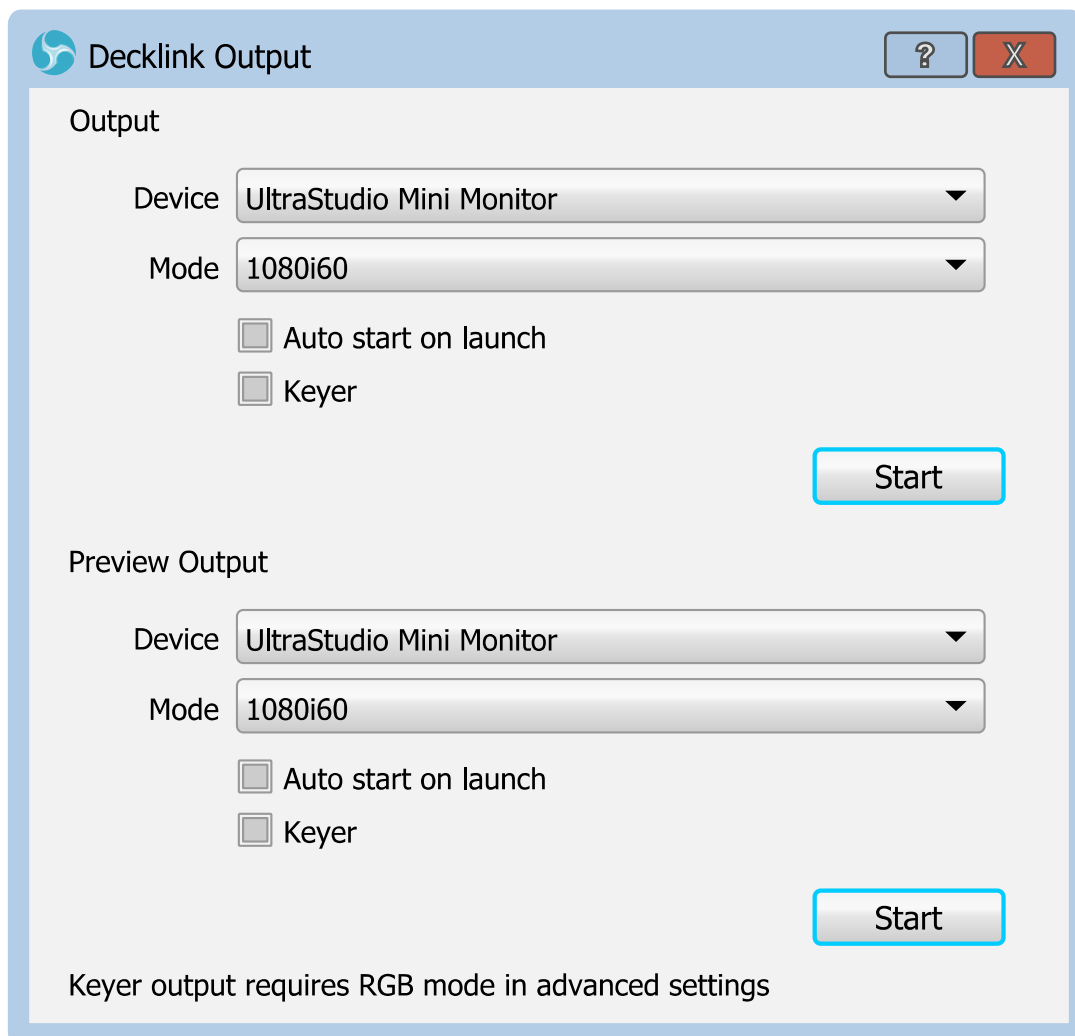 Decklink Output
? X
Output
Device UltraStudio Mini Monitor
Mode 1080i60
Auto start on launch
Keyer
Start
Preview Output
Device UltraStudio Mini Monitor
Mode 1080i60
Auto start on launch
Keyer
Start
Keyer output requires RGB mode in advanced settings